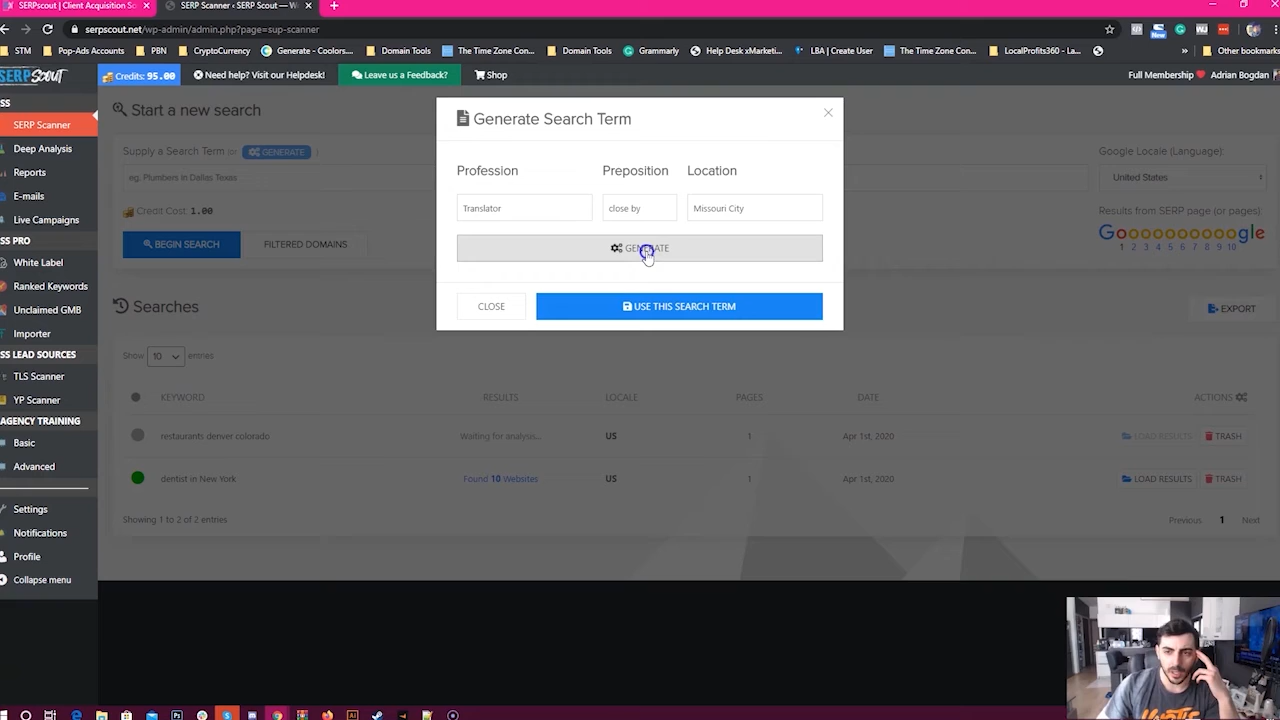 SERPscout | Client Acquisition So
SERP Scanner ‹ SERP Scout — W
serpscout.net/wp-admin/admin.php?page=sup-scanner
STM
Pop-Ads Accounts
PBN
CryptoCurrency
Generate - Coolors...
Domain Tools
The Time Zone Con...
Domain Tools
Grammarly
Help Desk xMarketi...
LBA | Create User
The Time Zone Con...
LocalProfits360 - La...
»
Other bookmarks
SERPSCOUT
Credits: 95.00
Need help? Visit our Helpdesk!
Leave us a Feedback?
Shop
Full Membership
Adrian Bogdan
SS
SERP Scanner
Deep Analysis
Reports
E-mails
Live Campaigns
SS PRO
White Label
Ranked Keywords
Unclaimed GMB
Importer
SS LEAD SOURCES
TLS Scanner
YP Scanner
AGENCY TRAINING
Basic
Advanced
Settings
Notifications
Profile
Collapse menu
Start a new search
Supply a Search Term (or GENERATE )
eg. Plumbers in Dallas Texas
Credit Cost: 1.00
BEGIN SEARCH
FILTERED DOMAINS
Google Locale (Language):
United States
Results from SERP page (or pages):
Goooooooooogle
1 2 3 4 5 6 7 8 9 10
Generate Search Term
×
Profession Preposition Location
Translator close by Missouri City
GENERATE
CLOSE
USE THIS SEARCH TERM
Searches
EXPORT
Show 10 entries
KEYWORD RESULTS LOCALE PAGES DATE ACTIONS
restaurants denver colorado Waiting for analysis... US 1 Apr 1st, 2020 LOAD RESULTS TRASH
dentist in New York Found 10 Websites US 1 Apr 1st, 2020 LOAD RESULTS TRASH
Showing 1 to 2 of 2 entries
Previous 1 Next